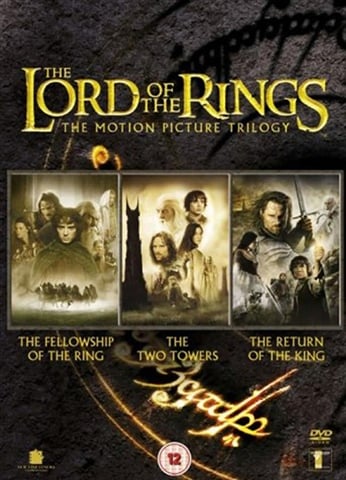 THE
LORD OF THE RINGS
THE MOTION PICTURE TRILOGY
THE FELLOWSHIP
OF THE RING
THE
TWO TOWERS
THE RETURN
OF THE KING
12
DVD
VIDEO